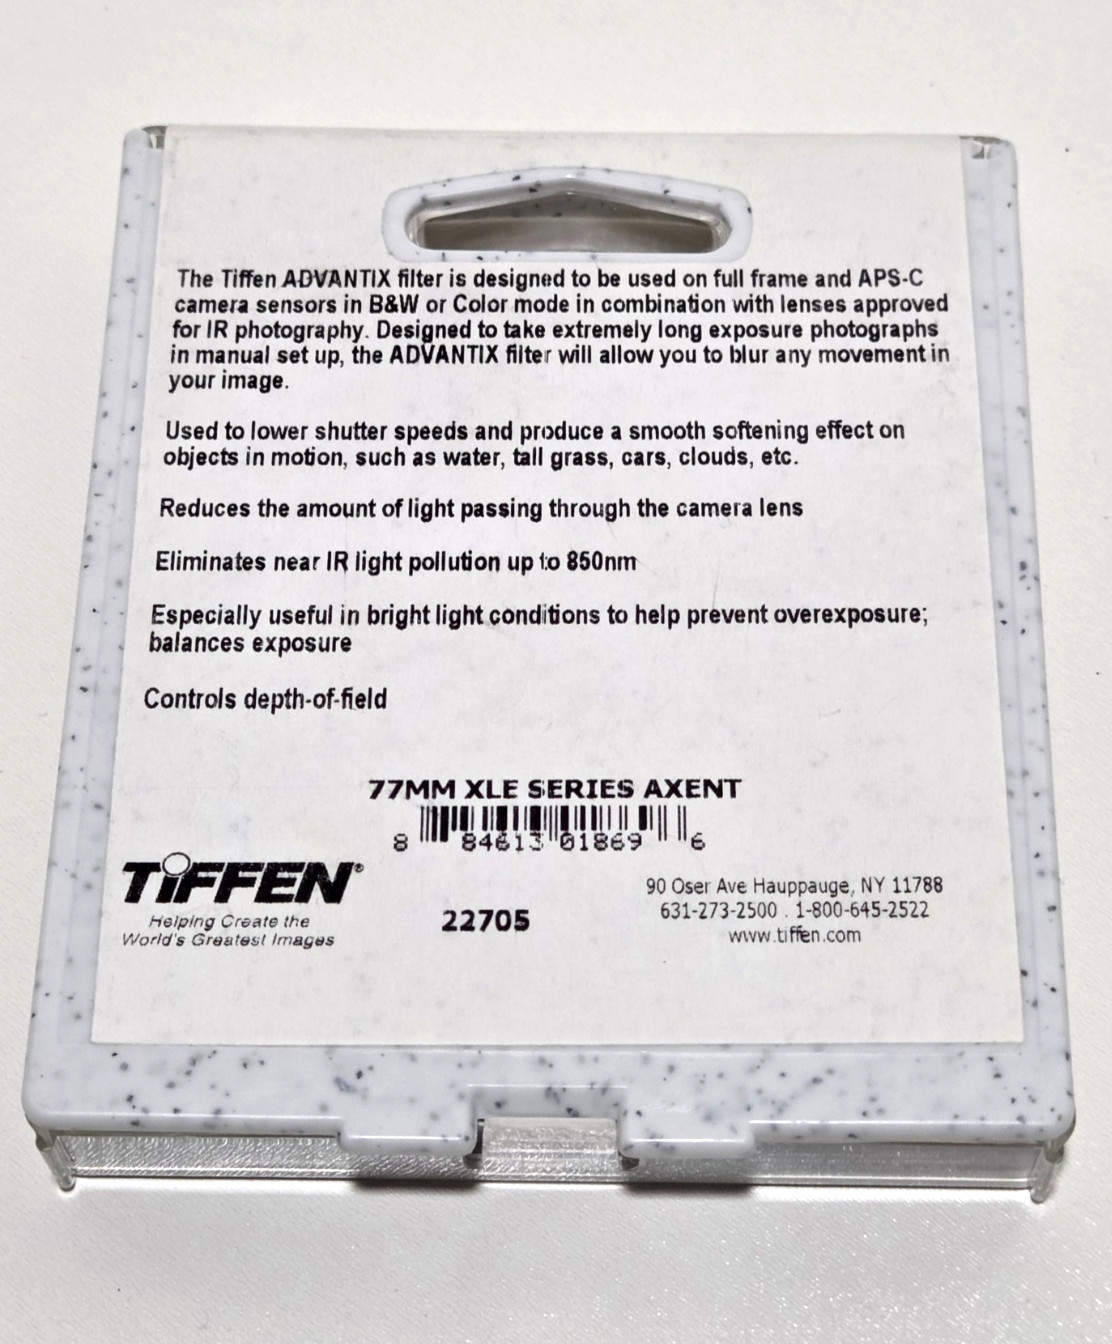 The Tiffen ADVANTIX filter is designed to be used on full frame and APS-C
camera sensors in B&W or Color mode in combination with lenses approved
for IR photography. Designed to take extremely long exposure photographs
in manual set up, the ADVANTIX filter will allow you to blur any movement in
your image.
Used to lower shutter speeds and produce a smooth softening effect on
objects in motion, such as water, tall grass, cars, clouds, etc.
Reduces the amount of light passing through the camera lens
Eliminates near IR light pollution up to 850nm
Especially useful in bright light conditions to help prevent overexposure;
balances exposure
Controls depth-of-field
77MM XLE SERIES AXENT
8 84613 01869 6
TIFFEN®
Helping Create the
World's Greatest Images
22705
90 Oser Ave Hauppauge, NY 11788
631-273-2500 . 1-800-645-2522
www.tiffen.com